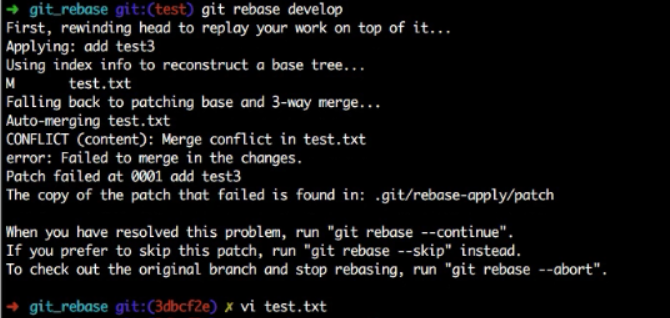 ➜ git_rebase git:(test) git rebase develop
First, rewinding head to replay your work on top of it...
Applying: add test3
Using index info to reconstruct a base tree...
M       test.txt
Falling back to patching base and 3-way merge...
Auto-merging test.txt
CONFLICT (content): Merge conflict in test.txt
error: Failed to merge in the changes.
Patch failed at 0001 add test3
The copy of the patch that failed is found in: .git/rebase-apply/patch

When you have resolved this problem, run "git rebase --continue".
If you prefer to skip this patch, run "git rebase --skip" instead.
To check out the original branch and stop rebasing, run "git rebase --abort".

➜ git_rebase git:(3dbcf2e) ✗ vi test.txt